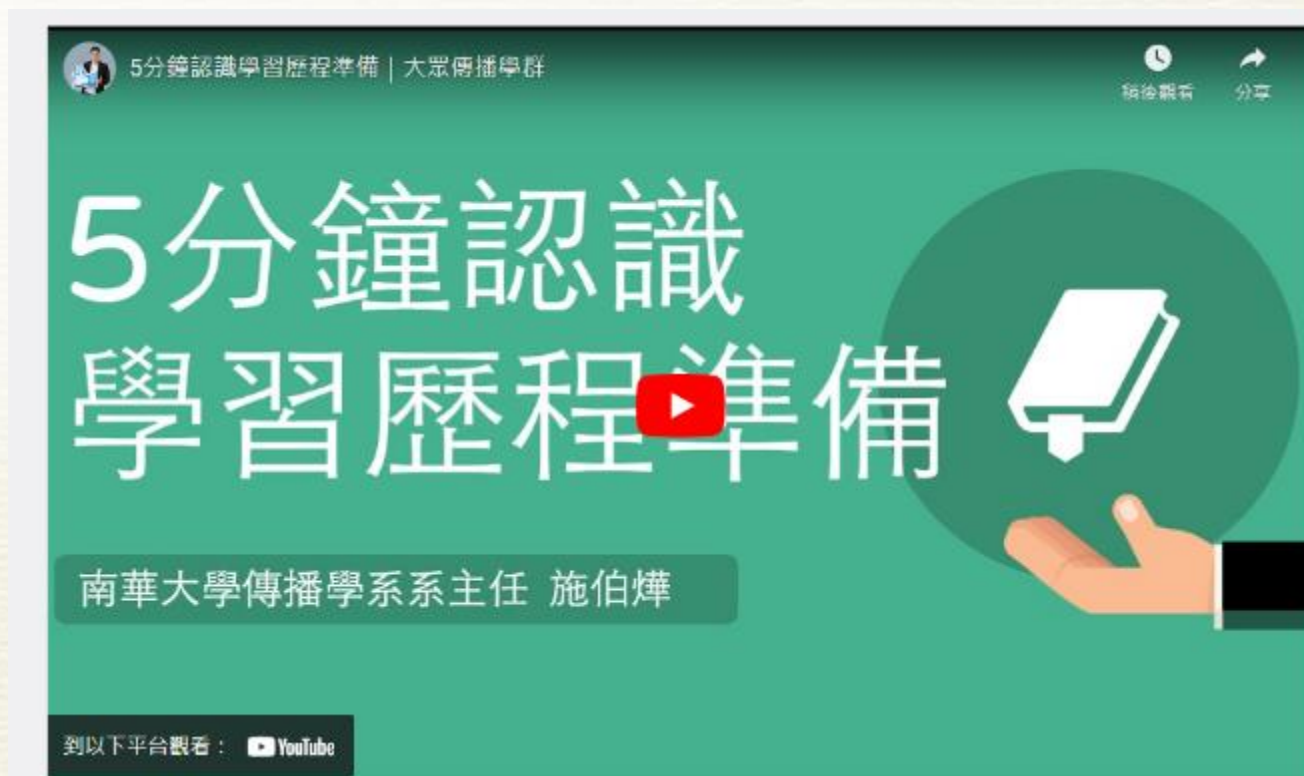 5分鐘認識學習歷程準備 | 大眾傳播學群
稍後觀看
分享
5分鐘認識
學習歷程準備
南華大學傳播學系系主任 施伯燁
到以下平台觀看：
YouTube